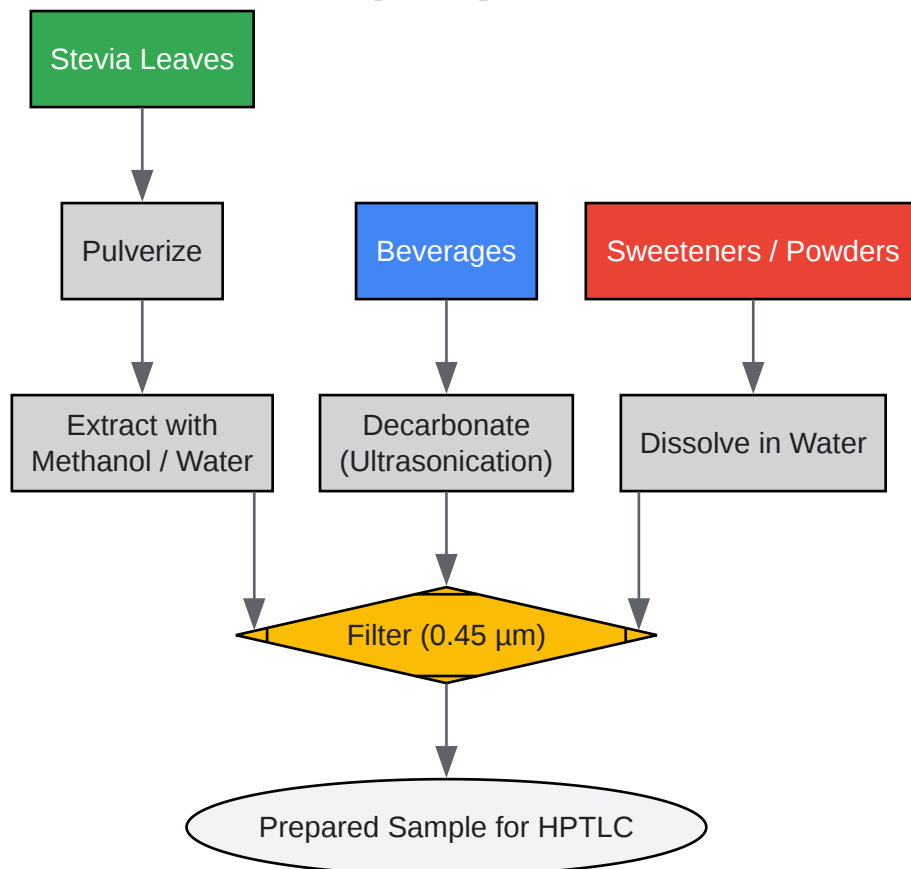 Stevia Leaves
Pulverize
Beverages
Sweeteners / Powders
Extract with
Methanol / Water
Decarbonate
(Ultrasonication)
Dissolve in Water
Filter (0.45 µm)
Prepared Sample for HPTLC